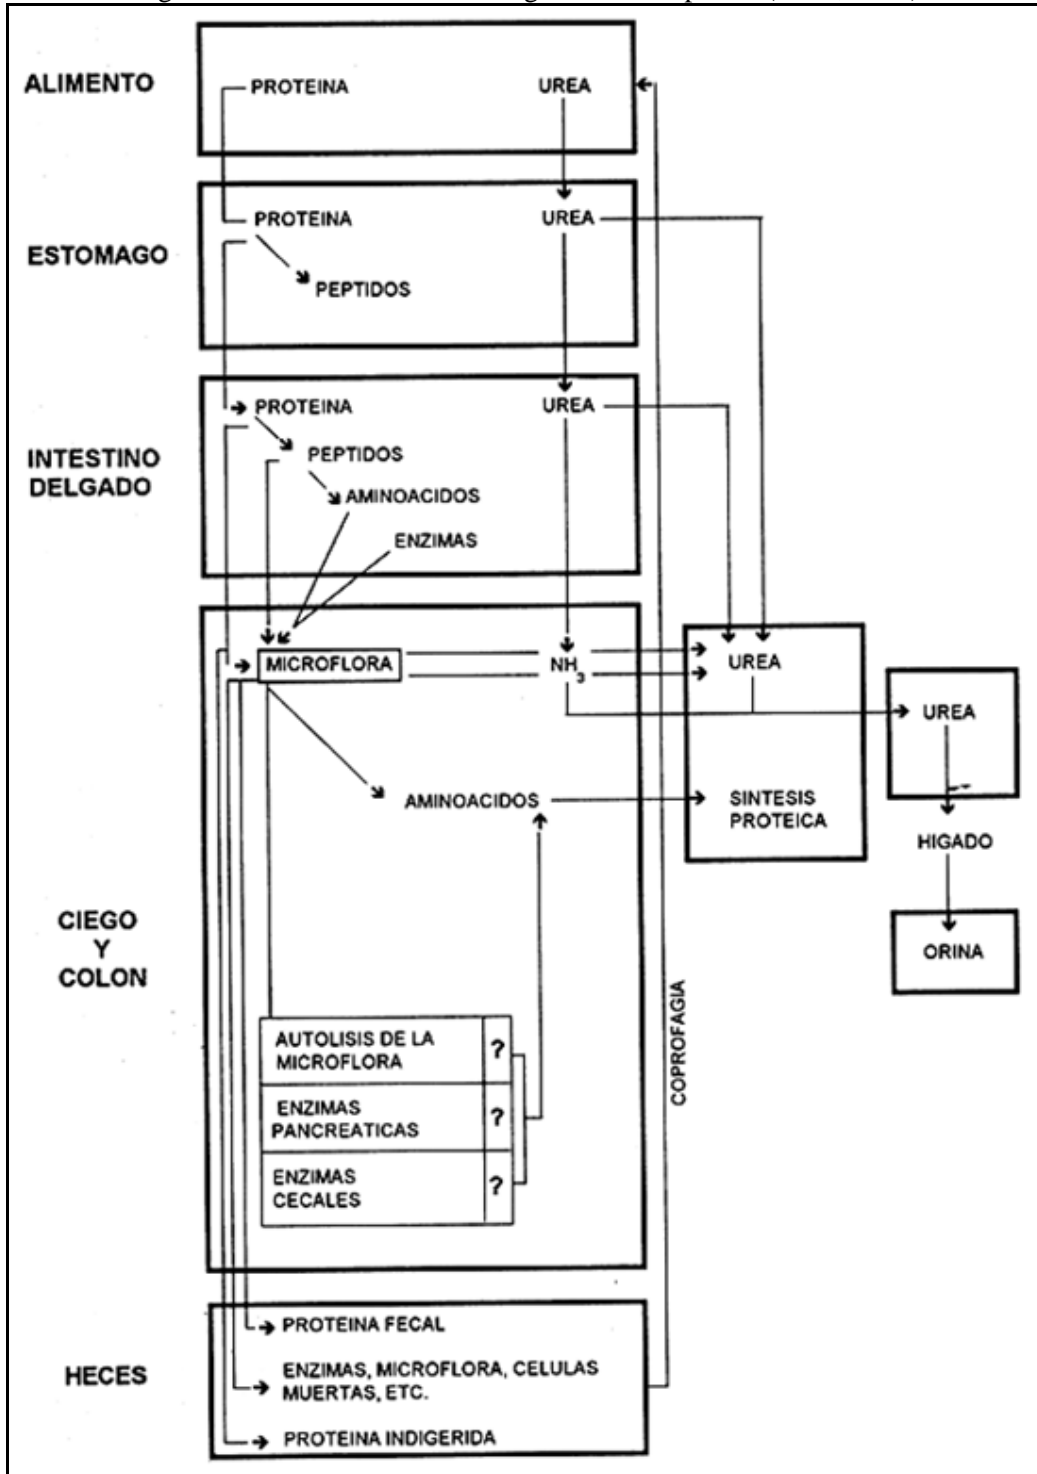 ALIMENTO
PROTEINA
UREA
ESTOMAGO
PROTEINA
UREA
PEPTIDOS
INTESTINO
DELGADO
PROTEINA
UREA
PEPTIDOS
AMINOACIDOS
ENZIMAS
CIEGO
Y
COLON
MICROFLORA
NH3
UREA
UREA
AMINOACIDOS
SINTESIS
PROTEICA
HIGADO
ORINA
AUTOLISIS DE LA
MICROFLORA
?
ENZIMAS
PANCREATICAS
?
ENZIMAS
CECALES
?
COPROFAGIA
HECES
PROTEINA FECAL
ENZIMAS, MICROFLORA, CELULAS
MUERTAS, ETC.
PROTEINA INDIGERIDA